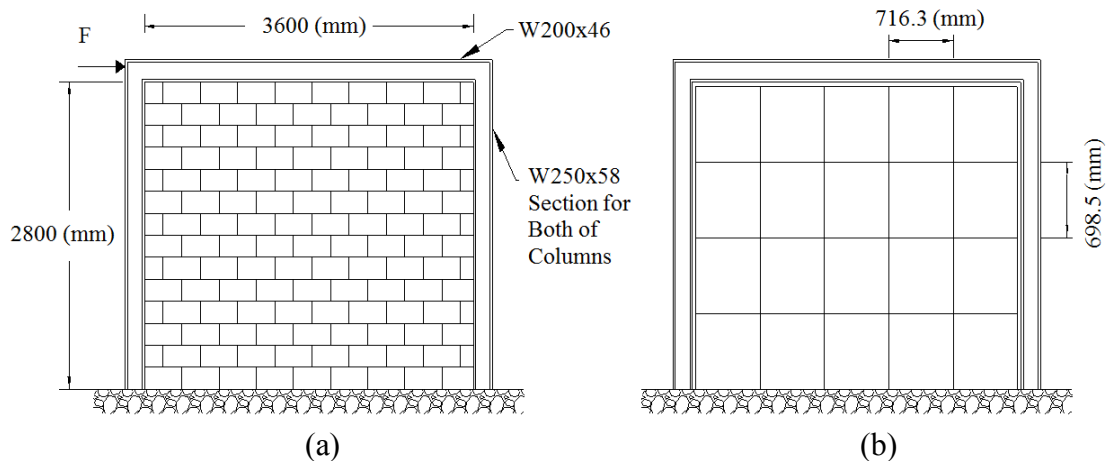 3600 (mm)
F
W200x46
2800 (mm)
W250x58
Section for
Both of
Columns
(a)
716.3 (mm)
698.5 (mm)
(b)